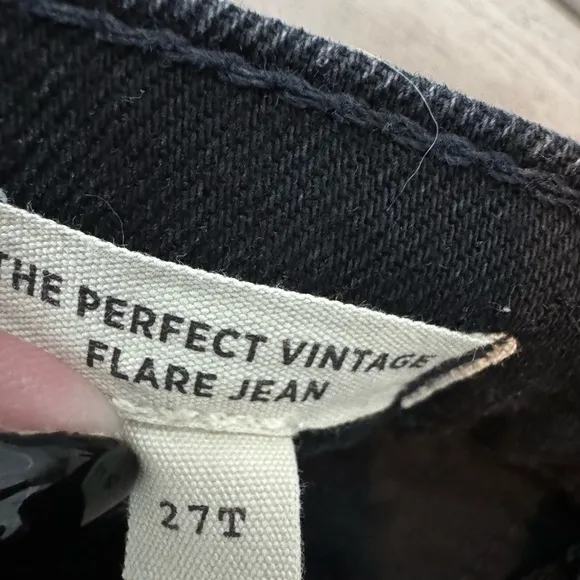 THE PERFECT VINTAGE
FLARE JEAN
27T